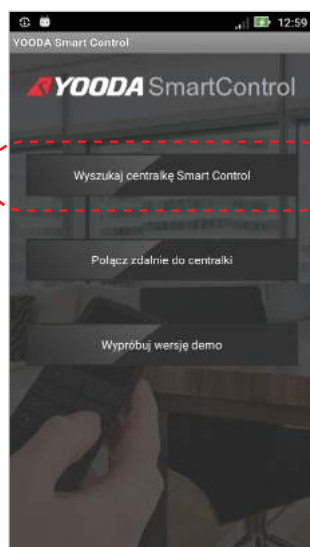 12:59
YOODA Smart Control
YOODA SmartControl
Wyszukaj centralkę Smart Control
Połącz zdalnie do centralki
Wypróbuj wersję demo